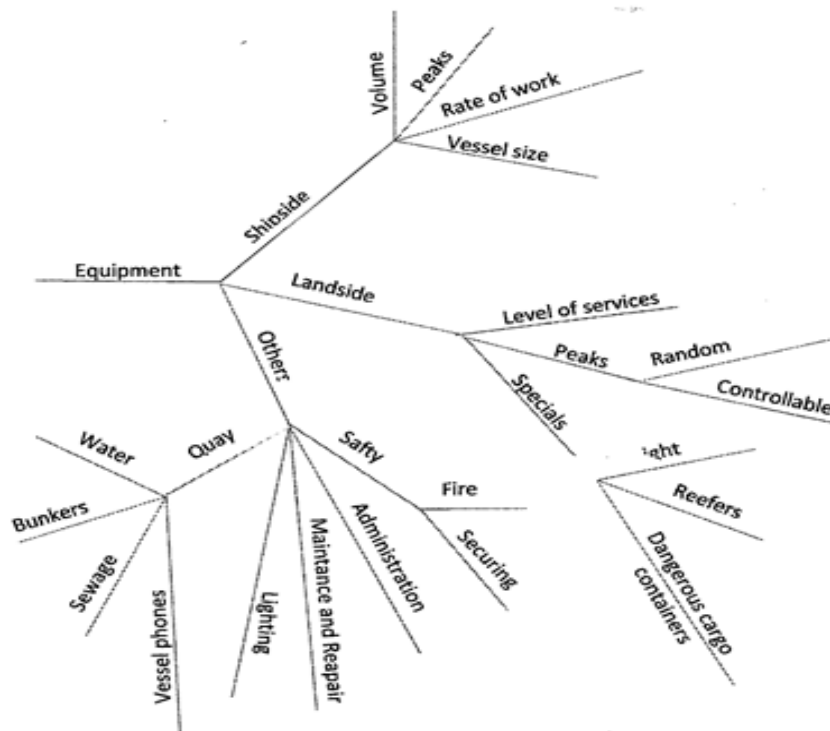 Volume
Peaks
Rate of work
Vessel size
Shipside
Equipment
Landside
Level of services
Peaks
Random
Controllable
Specials
Others
Quay
Water
Bunkers
Sewage
Vessel phones
Lighting
Maintance and Reapair
Administration
Safty
Fire
Securing
Reefers
Dangerous cargo
containers